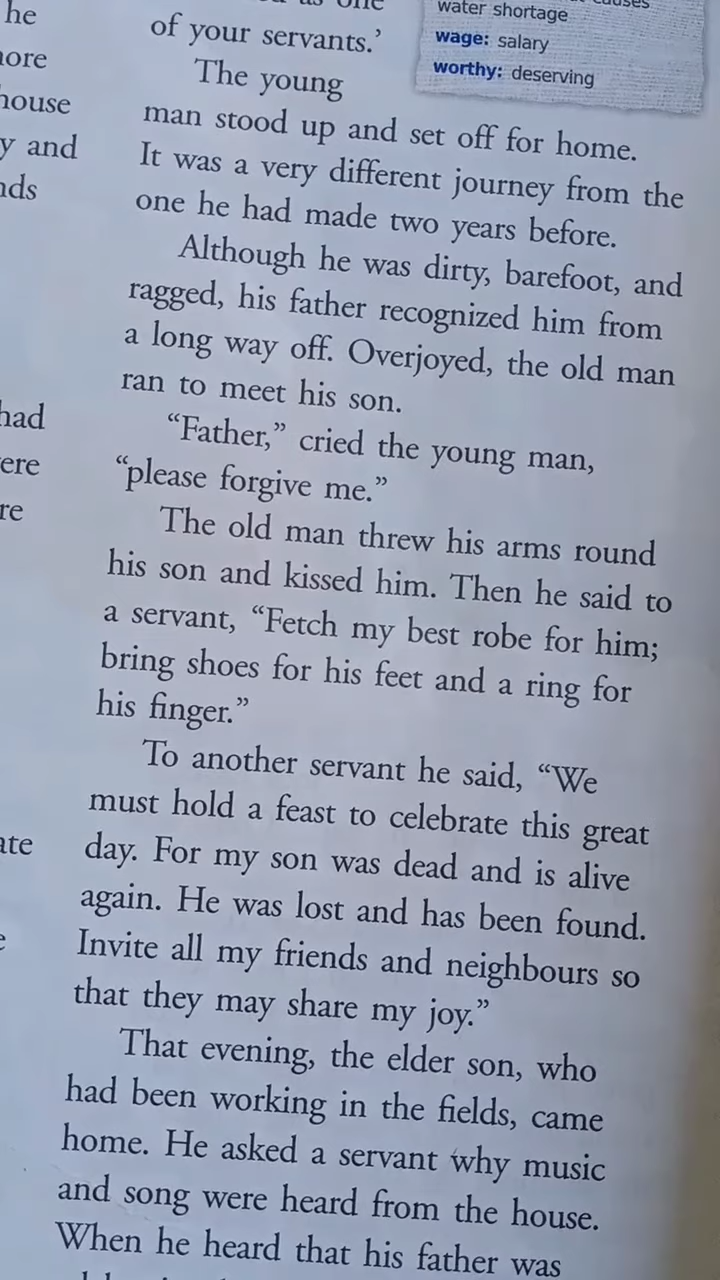 he
ore
house
y and
nds
had
ere
re
ate
e
of your servants.’
The young
man stood up and set off for home.
It was a very different journey from the
one he had made two years before.
Although he was dirty, barefoot, and
ragged, his father recognized him from
a long way off. Overjoyed, the old man
ran to meet his son.
“Father,” cried the young man,
“please forgive me.”
The old man threw his arms round
his son and kissed him. Then he said to
a servant, “Fetch my best robe for him;
bring shoes for his feet and a ring for
his finger.”
To another servant he said, “We
must hold a feast to celebrate this great
day. For my son was dead and is alive
again. He was lost and has been found.
Invite all my friends and neighbours so
that they may share my joy.”
That evening, the elder son, who
had been working in the fields, came
home. He asked a servant why music
and song were heard from the house.
When he heard that his father was
water shortage
wage: salary
worthy: deserving